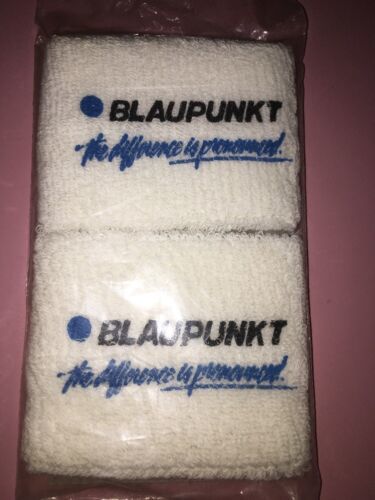 BLAUPUNKT
the difference is pronounced.
BLAUPUNKT
the difference is pronounced.